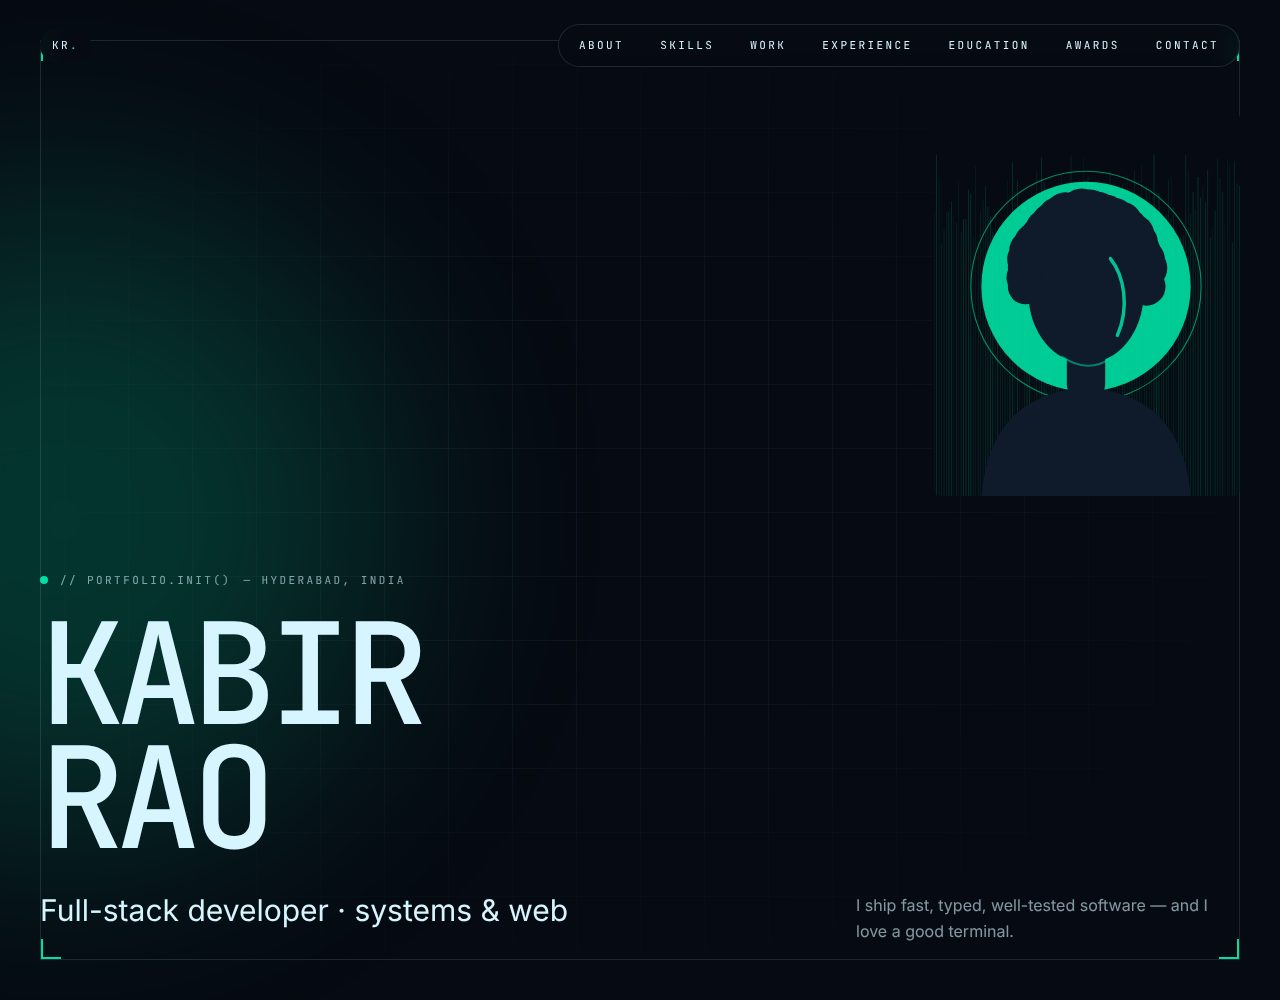 KR.
ABOUT SKILLS WORK EXPERIENCE EDUCATION AWARDS CONTACT
// PORTFOLIO.INIT() — HYDERABAD, INDIA
KABIR
RAO
Full-stack developer · systems & web
I ship fast, typed, well-tested software — and I
love a good terminal.